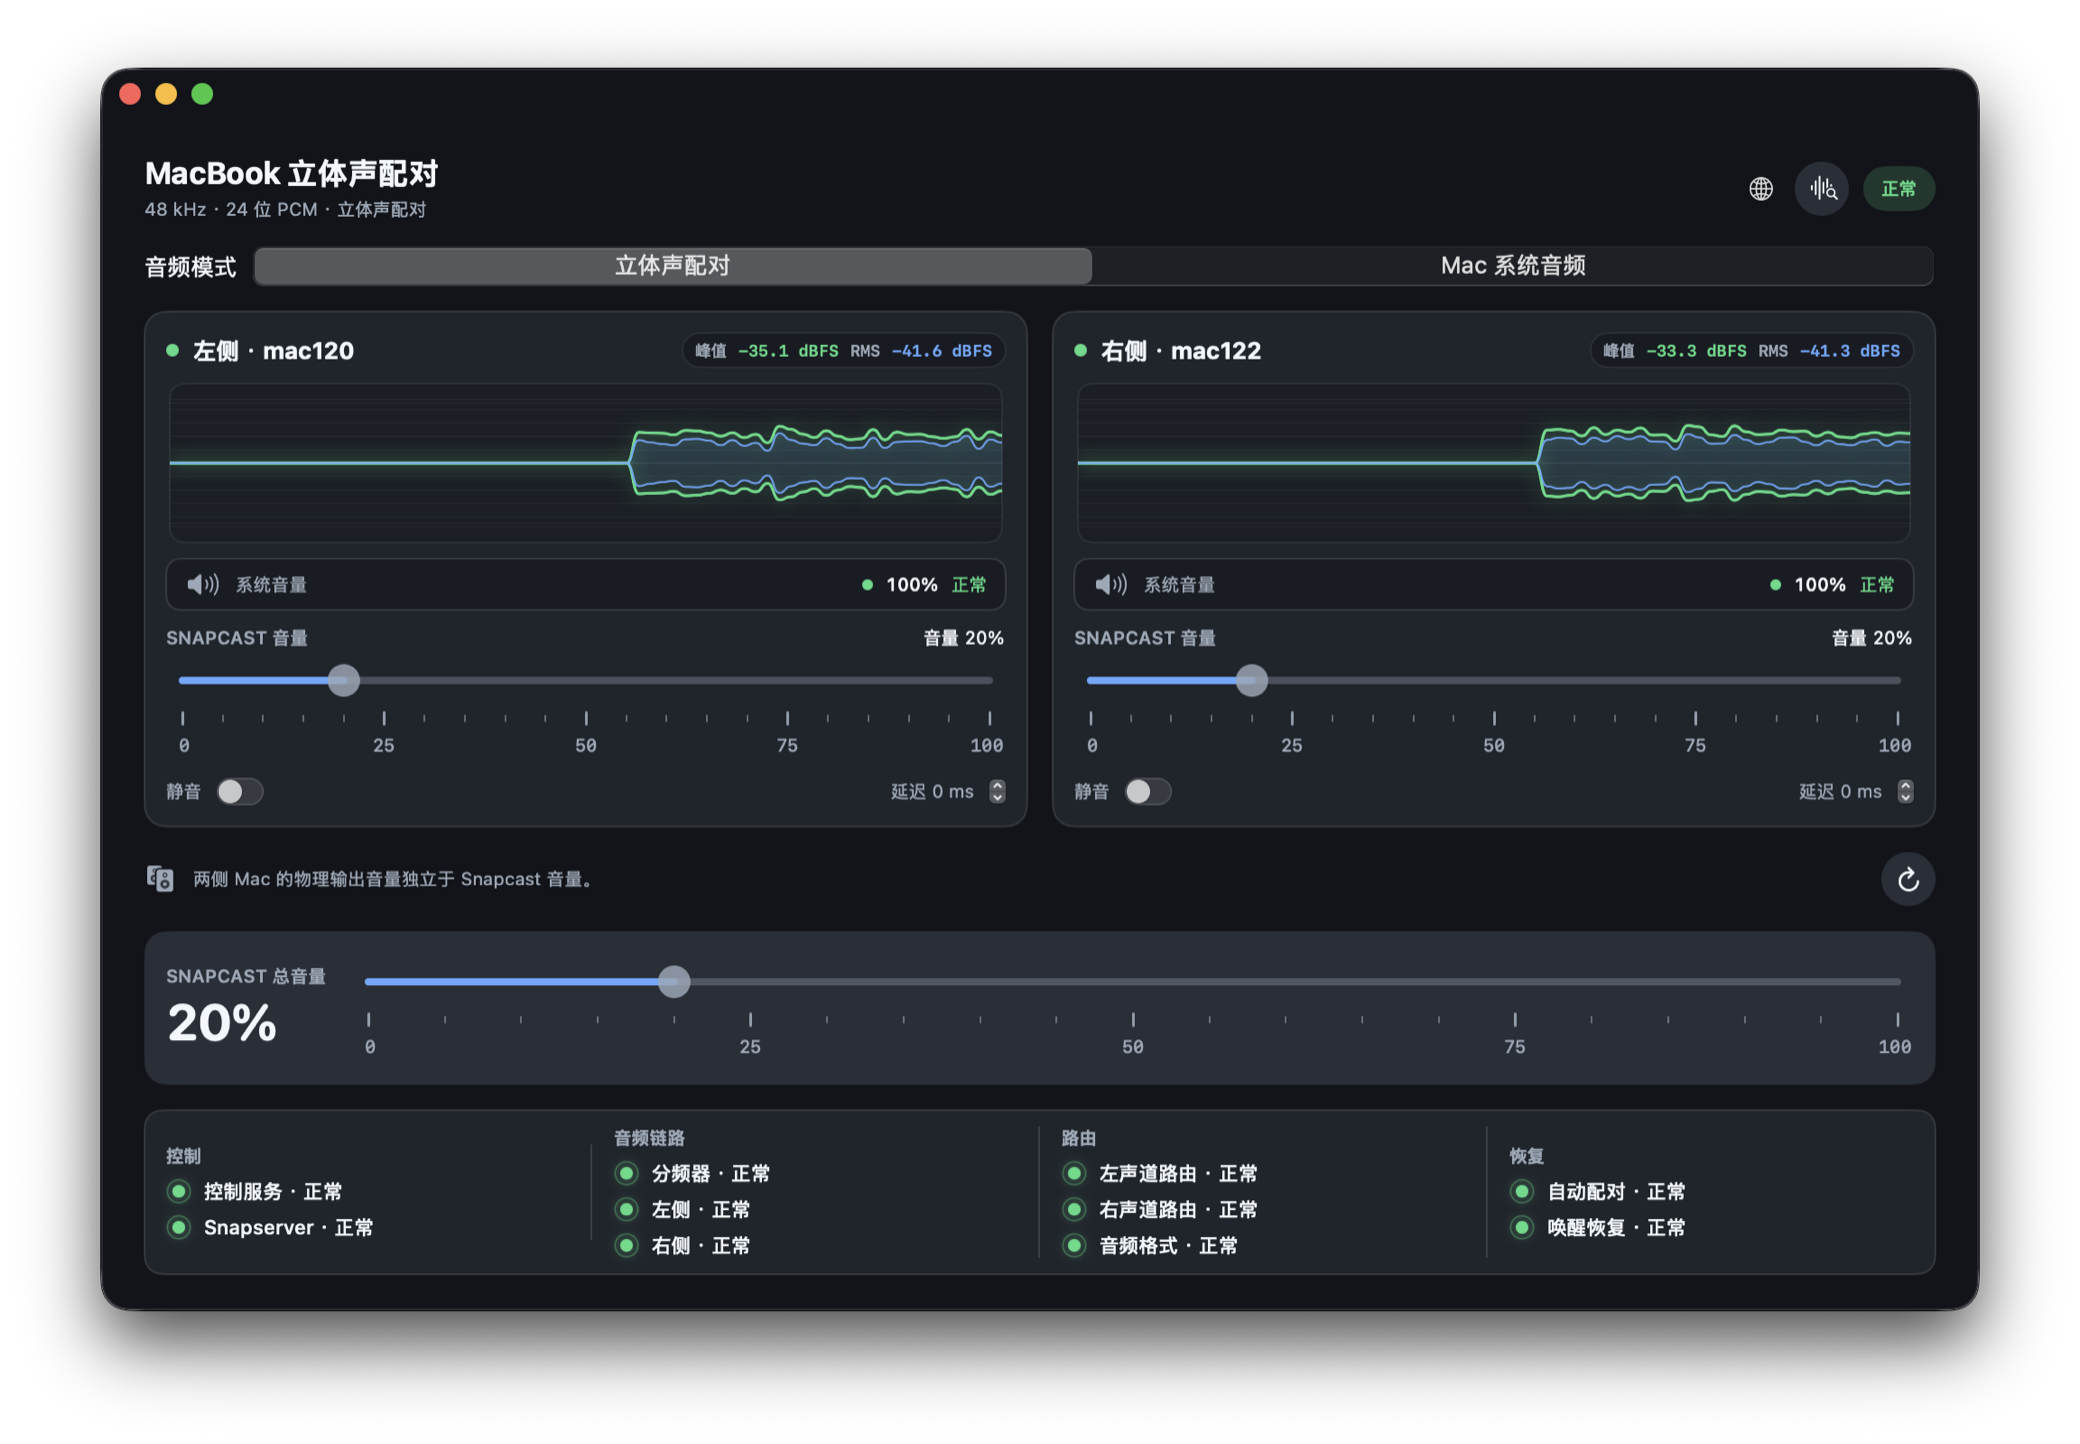 MacBook 立体声配对
48 kHz · 24 位 PCM · 立体声配对
正常
音频模式
立体声配对
Mac 系统音频
左侧 · mac120
峰值 -35.1 dBFS RMS -41.6 dBFS
系统音量
100% 正常
SNAPCAST 音量
音量 20%
0 25 50 75 100
静音
延迟 0 ms
右侧 · mac122
峰值 -33.3 dBFS RMS -41.3 dBFS
系统音量
100% 正常
SNAPCAST 音量
音量 20%
0 25 50 75 100
静音
延迟 0 ms
两侧 Mac 的物理输出音量独立于 Snapcast 音量。
SNAPCAST 总音量
20%
0 25 50 75 100
控制
控制服务 · 正常
Snapserver · 正常
音频链路
分频器 · 正常
左侧 · 正常
右侧 · 正常
路由
左声道路由 · 正常
右声道路由 · 正常
音频格式 · 正常
恢复
自动配对 · 正常
唤醒恢复 · 正常